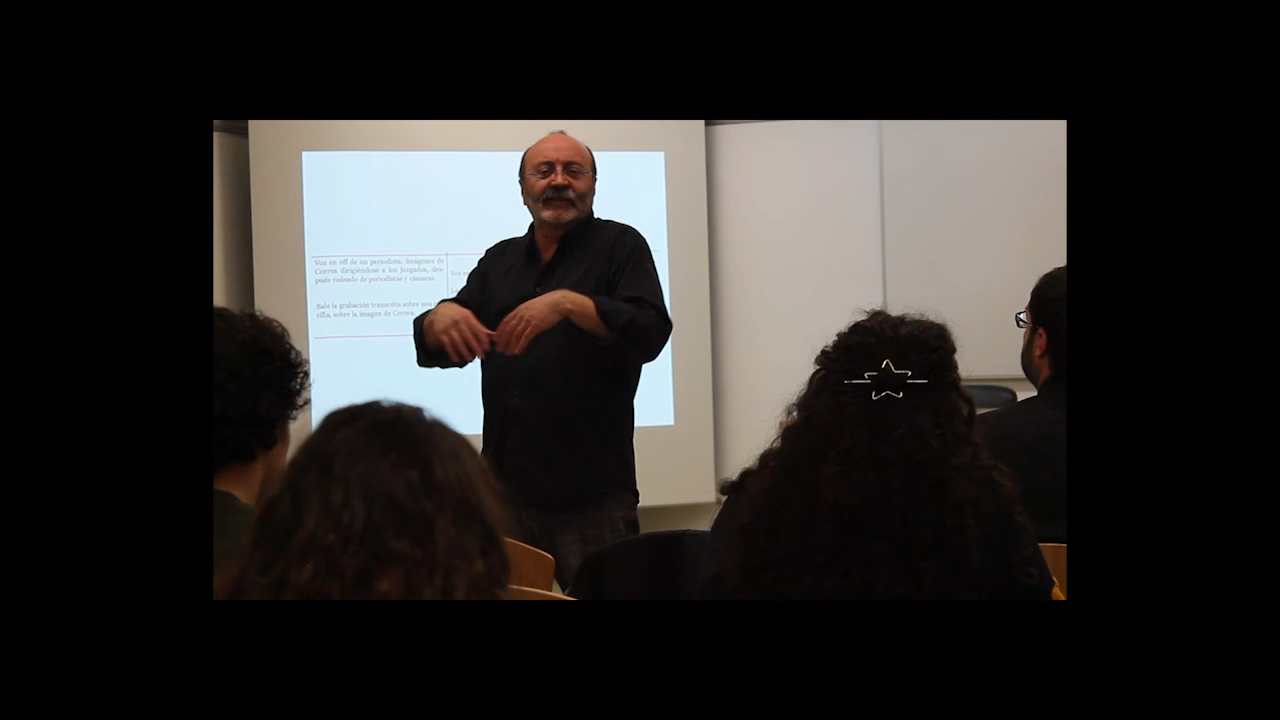 Voz en off de un periodista: Imágenes de
Correa dirigiéndose a los juzgados, des-
pués rodeado de periodistas y cámaras.
Voz
Sale la grabación transcrita sobre una
tilla, sobre la imagen de Correa.